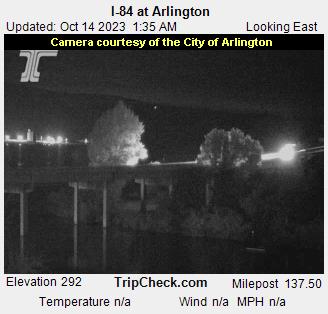 I-84 at Arlington
Updated: Oct 14 2023 1:35 AM Looking East
Camera courtesy of the City of Arlington
Elevation 292 TripCheck.com Milepost 137.50
Temperature n/a Wind n/a MPH n/a